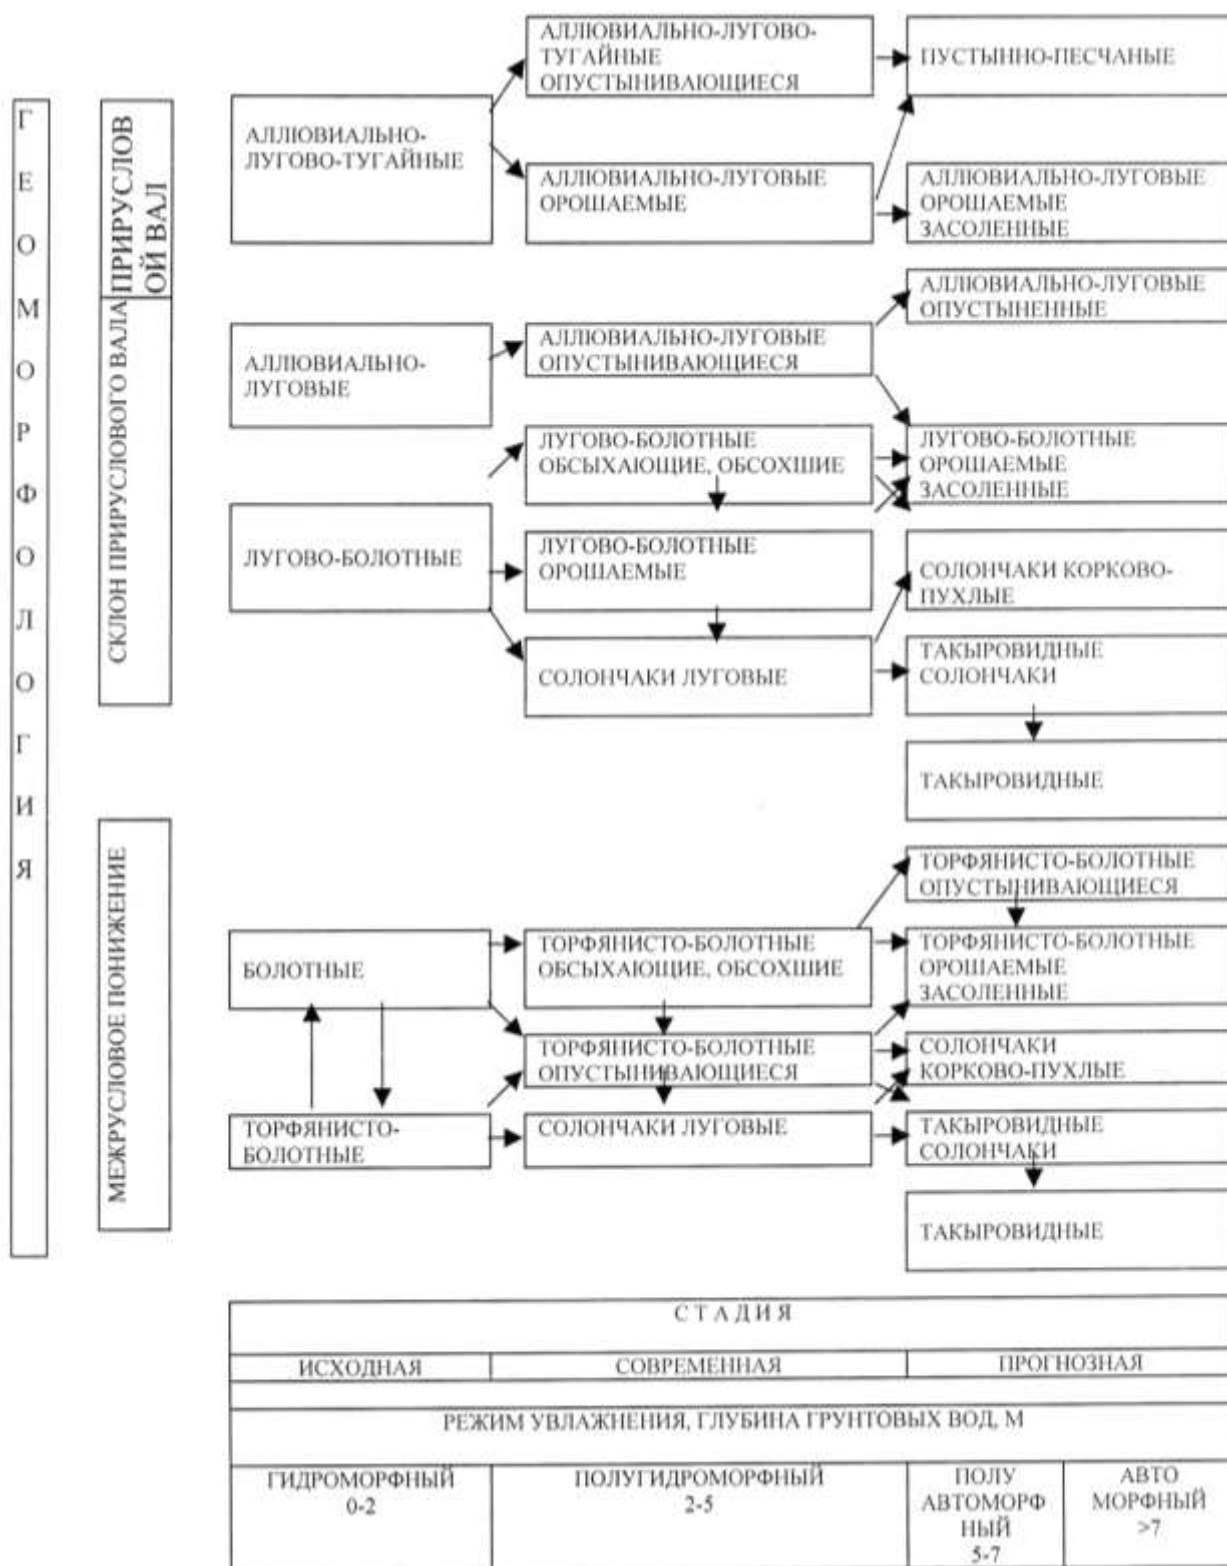 ГЕОМОРФОЛОГИЯ
ПРИРУСЛОВ
ОЙ ВАЛ
СКЛОН ПРИРУСЛОВОГО ВАЛА
МЕЖРУСЛОВОЕ ПОНИЖЕНИЕ
АЛЛЮВИАЛЬНО-
ЛУГОВО-ТУГАЙНЫЕ
АЛЛЮВИАЛЬНО-ЛУГОВО-
ТУГАЙНЫЕ
ОПУСТЫНИВАЮЩИЕСЯ
ПУСТЫННО-ПЕСЧАНЫЕ
АЛЛЮВИАЛЬНО-ЛУГОВЫЕ
ОРОШАЕМЫЕ
АЛЛЮВИАЛЬНО-ЛУГОВЫЕ
ОРОШАЕМЫЕ
ЗАСОЛЕННЫЕ
АЛЛЮВИАЛЬНО-ЛУГОВЫЕ
ОПУСТЫНЕННЫЕ
АЛЛЮВИАЛЬНО-
ЛУГОВЫЕ
АЛЛЮВИАЛЬНО-ЛУГОВЫЕ
ОПУСТЫНИВАЮЩИЕСЯ
ЛУГОВО-БОЛОТНЫЕ
ОБСЫХАЮЩИЕ, ОБСОХШИЕ
ЛУГОВО-БОЛОТНЫЕ
ОРОШАЕМЫЕ
ЗАСОЛЕННЫЕ
ЛУГОВО-БОЛОТНЫЕ
ЛУГОВО-БОЛОТНЫЕ
ОРОШАЕМЫЕ
СОЛОНЧАКИ КОРКОВО-
ПУХЛЫЕ
СОЛОНЧАКИ ЛУГОВЫЕ
ТАКЫРОВИДНЫЕ
СОЛОНЧАКИ
ТАКЫРОВИДНЫЕ
ТОРФЯНИСТО-БОЛОТНЫЕ
ОПУСТЫНИВАЮЩИЕСЯ
БОЛОТНЫЕ
ТОРФЯНИСТО-БОЛОТНЫЕ
ОБСЫХАЮЩИЕ, ОБСОХШИЕ
ТОРФЯНИСТО-БОЛОТНЫЕ
ОРОШАЕМЫЕ
ЗАСОЛЕННЫЕ
ТОРФЯНИСТО-БОЛОТНЫЕ
ОПУСТЫНИВАЮЩИЕСЯ
СОЛОНЧАКИ
КОРКОВО-ПУХЛЫЕ
ТОРФЯНИСТО-
БОЛОТНЫЕ
СОЛОНЧАКИ ЛУГОВЫЕ
ТАКЫРОВИДНЫЕ
СОЛОНЧАКИ
ТАКЫРОВИДНЫЕ
С Т А Д И Я
ИСХОДНАЯ
СОВРЕМЕННАЯ
ПРОГНОЗНАЯ
РЕЖИМ УВЛАЖНЕНИЯ, ГЛУБИНА ГРУНТОВЫХ ВОД, М
ГИДРОМОРФНЫЙ
0-2
ПОЛУГИДРОМОРФНЫЙ
2-5
ПОЛУ
АВТОМОРФ
НЫЙ
5-7
АВТО
МОРФНЫЙ
>7